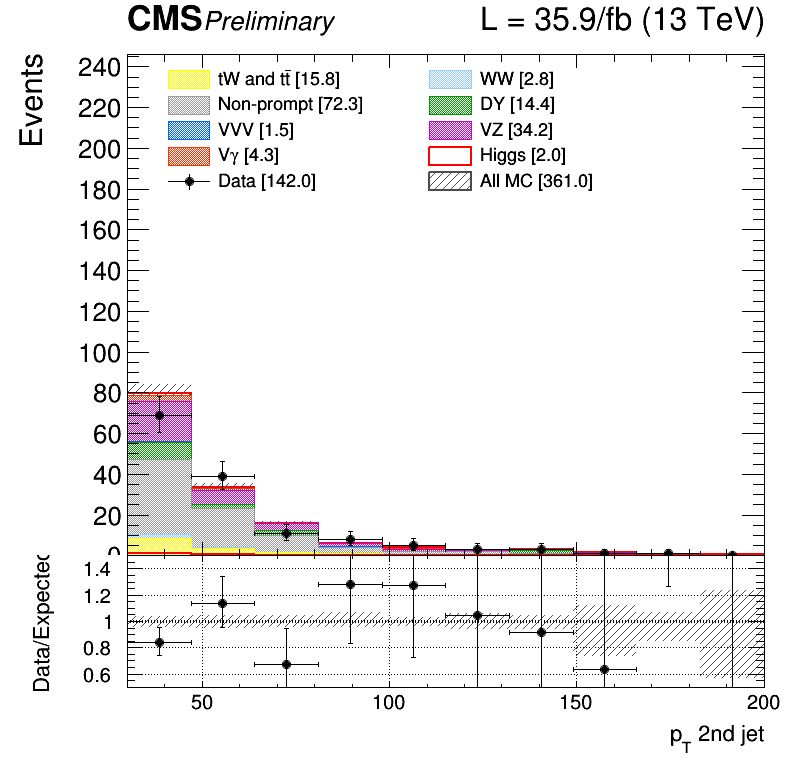 CMS Preliminary L = 35.9/fb (13 TeV)
Events
240
220
200
180
160
140
120
100
80
60
40
20
0
tW and tt̄ [15.8]
Non-prompt [72.3]
VVV [1.5]
Vγ [4.3]
Data [142.0]
WW [2.8]
DY [14.4]
VZ [34.2]
Higgs [2.0]
All MC [361.0]
Data/Expected
1.4
1.2
1
0.8
0.6
50 100 150 200
p_T 2nd jet